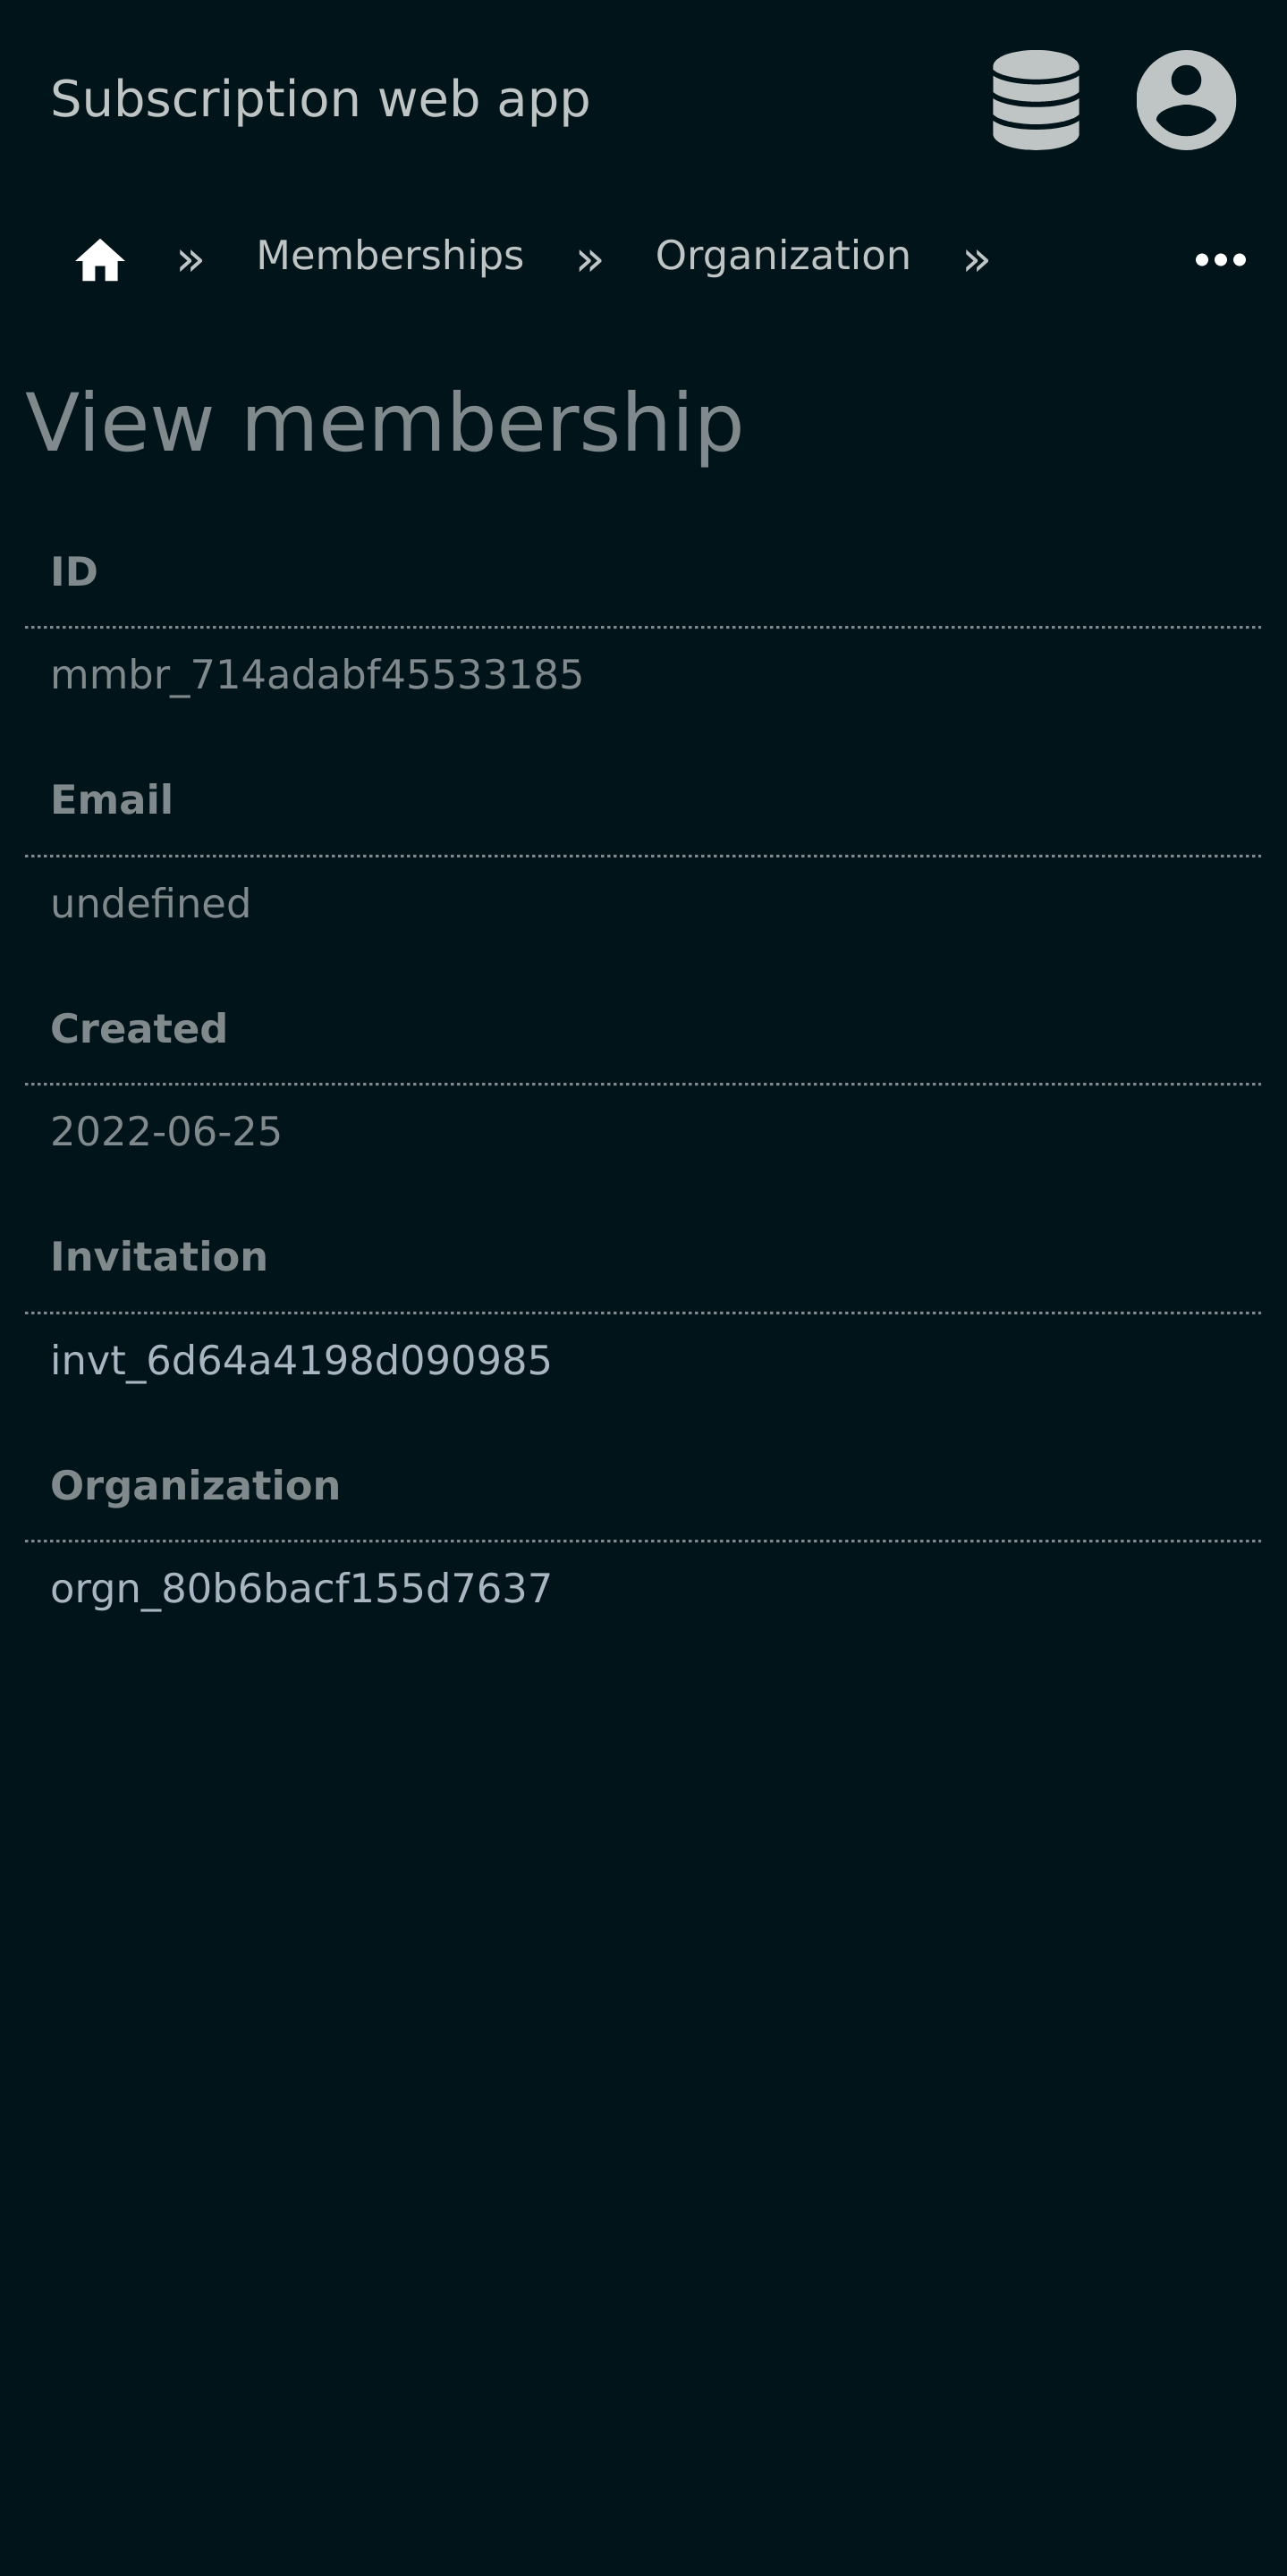 Subscription web app
» Memberships » Organization »
View membership
ID
mmbr_714adabf45533185
Email
undefined
Created
2022-06-25
Invitation
invt_6d64a4198d090985
Organization
orgn_80b6bacf155d7637